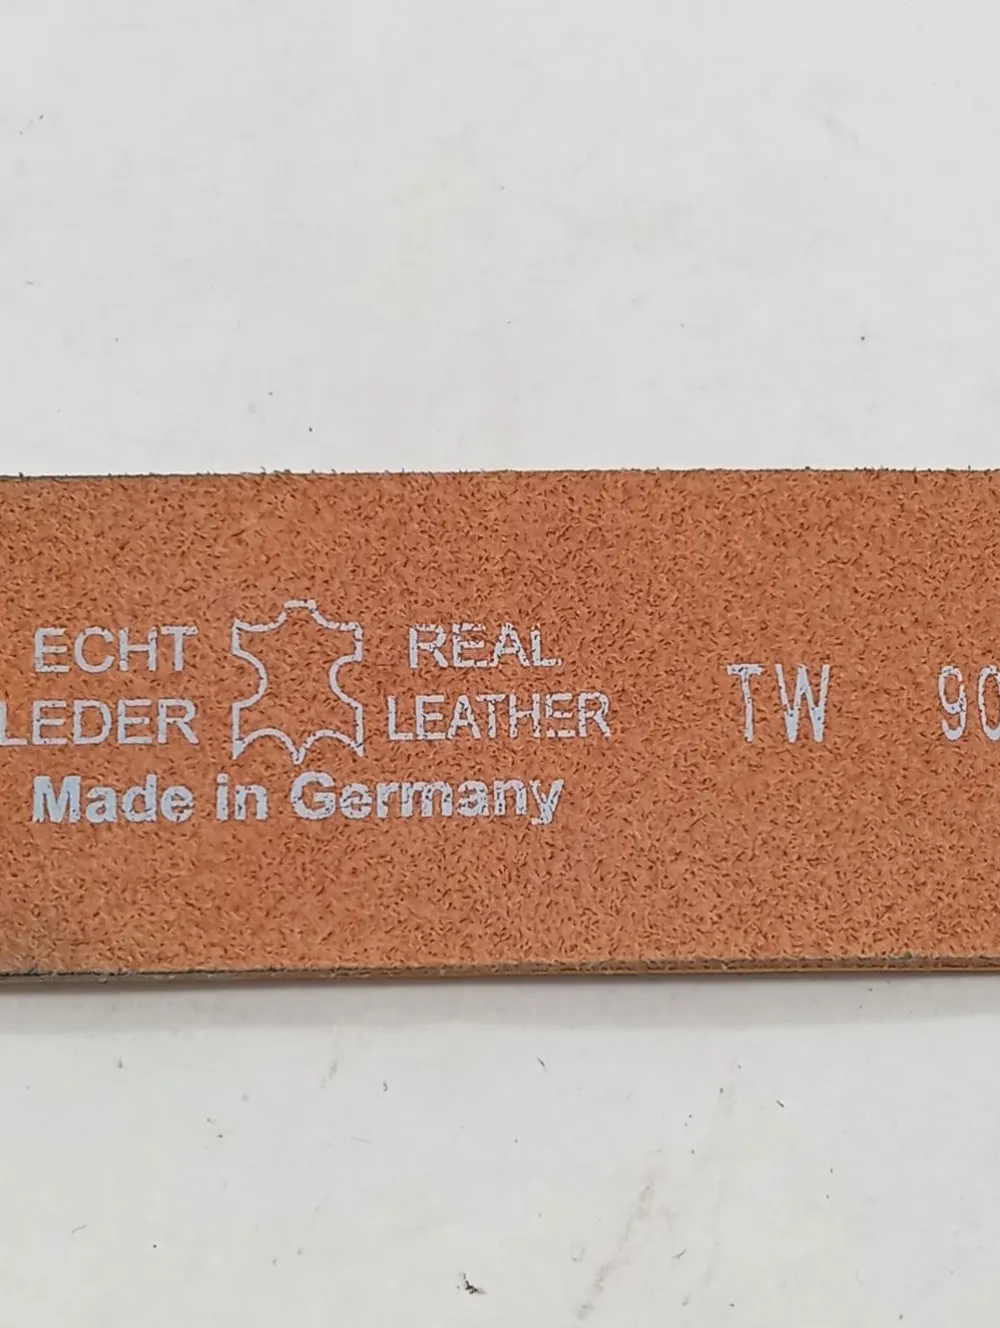 ECHT REAL
LEDER LEATHER TW 90
Made in Germany